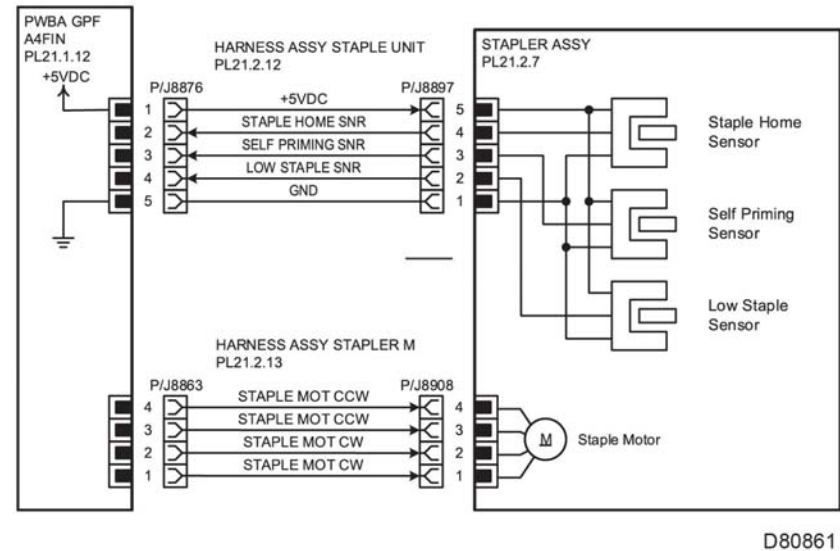 PWBA GPF
A4FIN
PL21.1.12
+5VDC
HARNESS ASSY STAPLE UNIT
PL21.2.12
STAPLER ASSY
PL21.2.7
P/J8876
P/J8897
1 +5VDC 5
2 STAPLE HOME SNR 4
3 SELF PRIMING SNR 3
4 LOW STAPLE SNR 2
5 GND 1
Staple Home
Sensor
Self Priming
Sensor
Low Staple
Sensor
HARNESS ASSY STAPLER M
PL21.2.13
P/J8863
P/J8908
4 STAPLE MOT CCW 4
3 STAPLE MOT CCW 3
2 STAPLE MOT CW 2
1 STAPLE MOT CW 1
M
Staple Motor
D80861